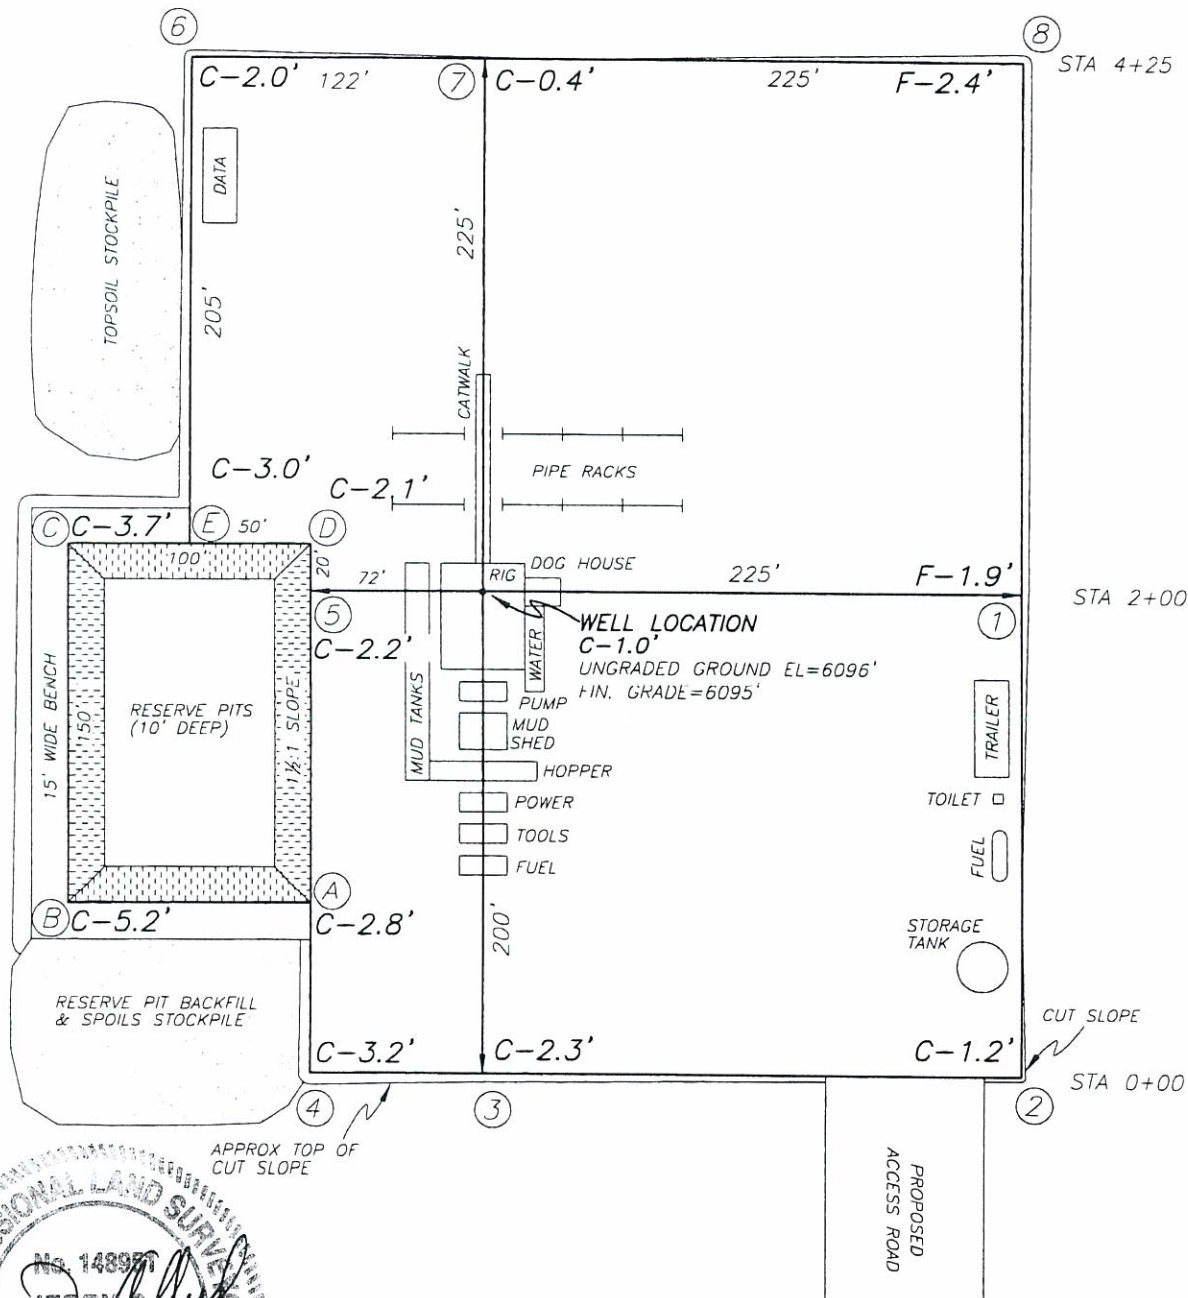 6
8
STA 4+25
C-2.0' 122'
7
C-0.4'
225'
F-2.4'
DATA
TOPSOIL STOCKPILE
225'
205'
CATWALK
PIPE RACKS
C-3.0'
C-2.1'
C
C-3.7'
E
50'
D
100
20'
72'
RIG
DOG HOUSE
225'
F-1.9'
STA 2+00
5
1
WELL LOCATION
C-1.0'
UNGRADED GROUND EL=6096'
FIN. GRADE=6095'
C-2.2'
WATER
MUD TANKS
15' WIDE BENCH
150'
RESERVE PITS
(10' DEEP)
1½:1 SLOPE
PUMP
MUD
SHED
HOPPER
TRAILER
TOILET
POWER
TOOLS
FUEL
FUEL
A
B
C-5.2'
C-2.8'
200'
STORAGE
TANK
RESERVE PIT BACKFILL
& SPOILS STOCKPILE
CUT SLOPE
C-3.2'
C-2.3'
C-1.2'
STA 0+00
4
3
2
APPROX TOP OF
CUT SLOPE
PROPOSED
ACCESS ROAD
SIONAL LAND SURVEYO
No. 148951